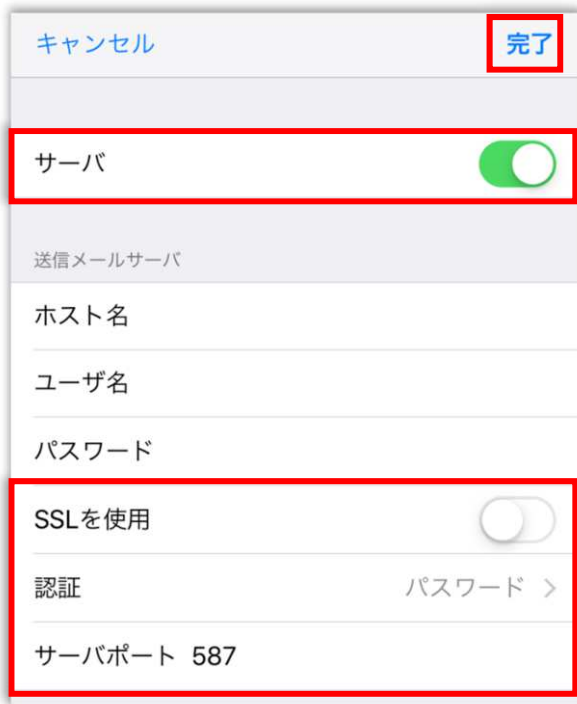 キャンセル 完了
サーバ
送信メールサーバ
ホスト名
ユーザ名
パスワード
SSLを使用
認証 パスワード
サーバポート 587